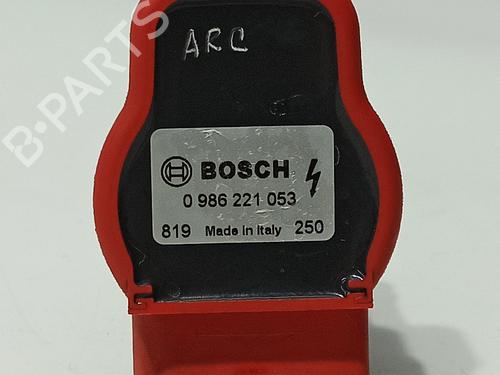 B-PARTS
ARC
BOSCH
0 986 221 053
819 Made in Italy 250